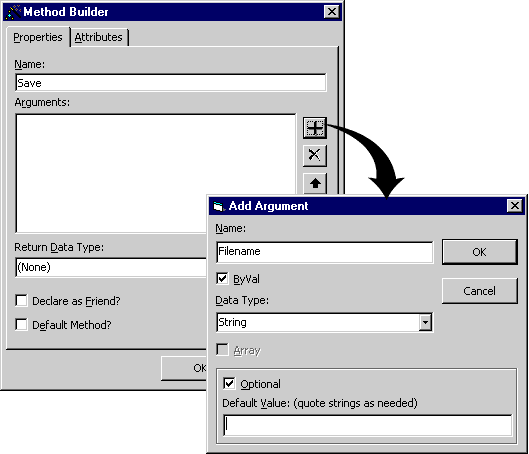 Method Builder
Properties
Attributes
Name:
Save
Arguments:
Return Data Type:
(None)
Declare as Friend?
Default Method?
OK
Add Argument
Name:
Filename
OK
ByVal
Cancel
Data Type:
String
Array
Optional
Default Value: (quote strings as needed)